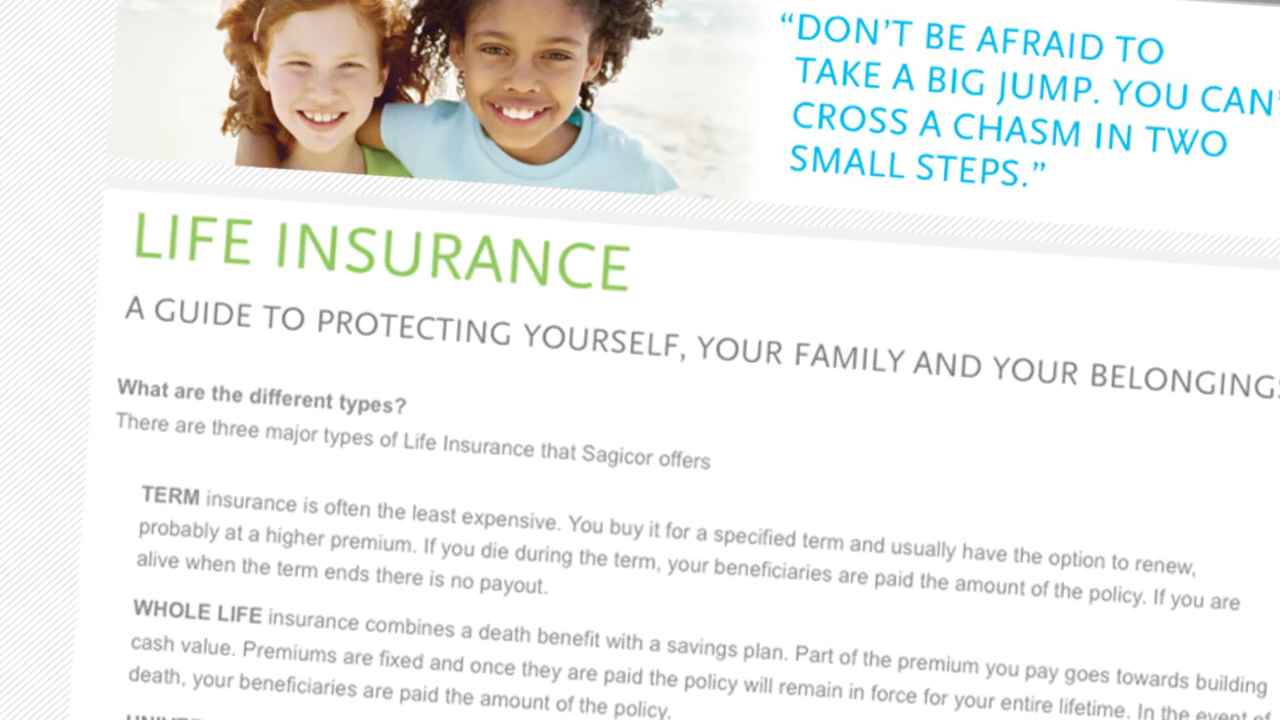 “DON’T BE AFRAID TO
TAKE A BIG JUMP. YOU CAN’
CROSS A CHASM IN TWO
SMALL STEPS.”
LIFE INSURANCE
A GUIDE TO PROTECTING YOURSELF, YOUR FAMILY AND YOUR BELONGINGS
What are the different types?
There are three major types of Life Insurance that Sagicor offers
TERM insurance is often the least expensive. You buy it for a specified term and usually have the option to renew,
probably at a higher premium. If you die during the term, your beneficiaries are paid the amount of the policy. If you are
alive when the term ends there is no payout.
WHOLE LIFE insurance combines a death benefit with a savings plan. Part of the premium you pay goes towards building
cash value. Premiums are fixed and once they are paid the policy will remain in force for your entire lifetime. In the event of
death, your beneficiaries are paid the amount of the policy.